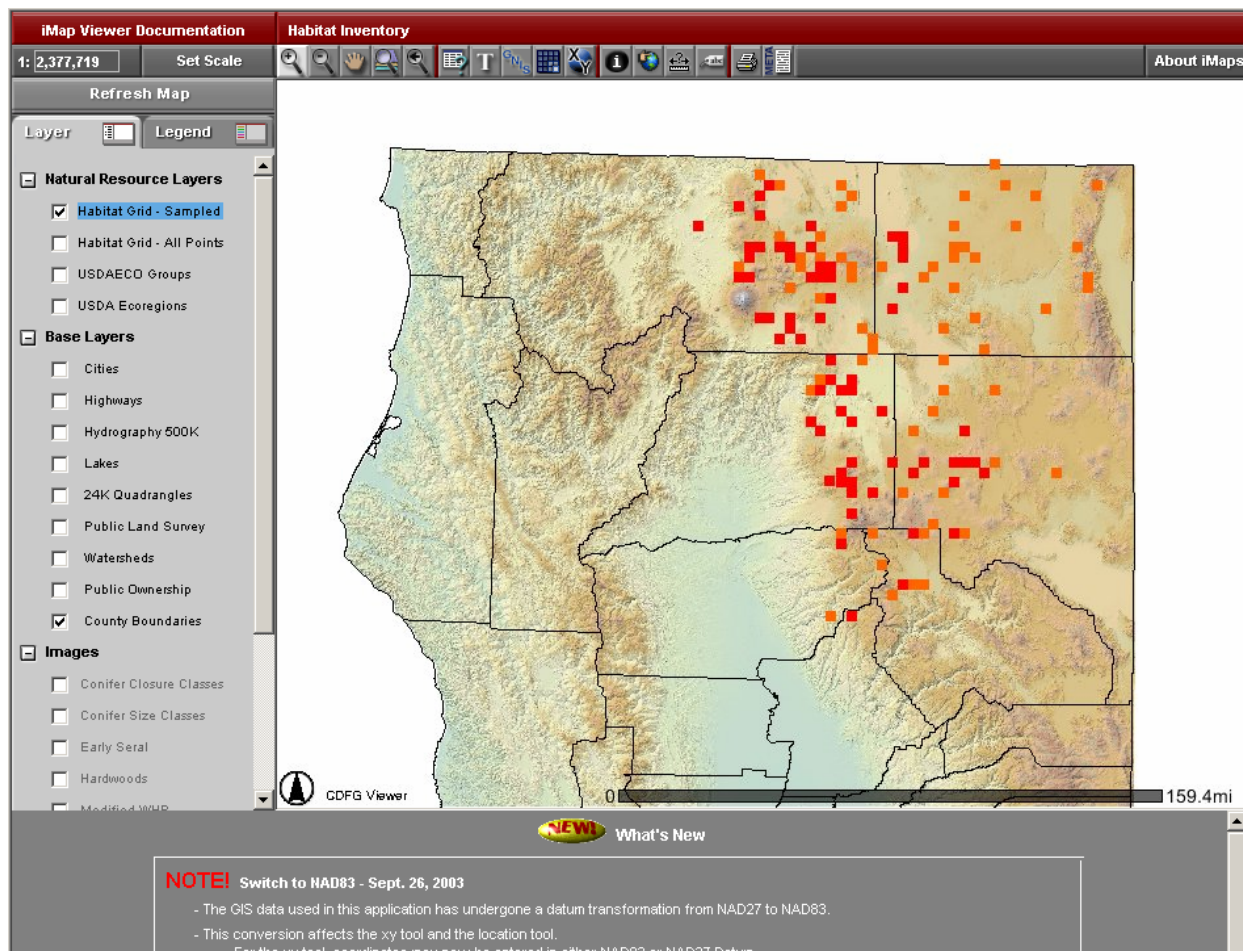 iMap Viewer Documentation
Habitat Inventory
1: 2,377,719
Set Scale
T
GNIS
XY
META
About iMaps
Refresh Map
Layer
Legend
Natural Resource Layers
Habitat Grid - Sampled
Habitat Grid - All Points
USDAECO Groups
USDA Ecoregions
Base Layers
Cities
Highways
Hydrography 500K
Lakes
24K Quadrangles
Public Land Survey
Watersheds
Public Ownership
County Boundaries
Images
Conifer Closure Classes
Conifer Size Classes
Early Seral
Hardwoods
CDFG Viewer
0
159.4mi
NEW!
What's New
NOTE! Switch to NAD83 - Sept. 26, 2003
- The GIS data used in this application has undergone a datum transformation from NAD27 to NAD83.
- This conversion affects the xy tool and the location tool.